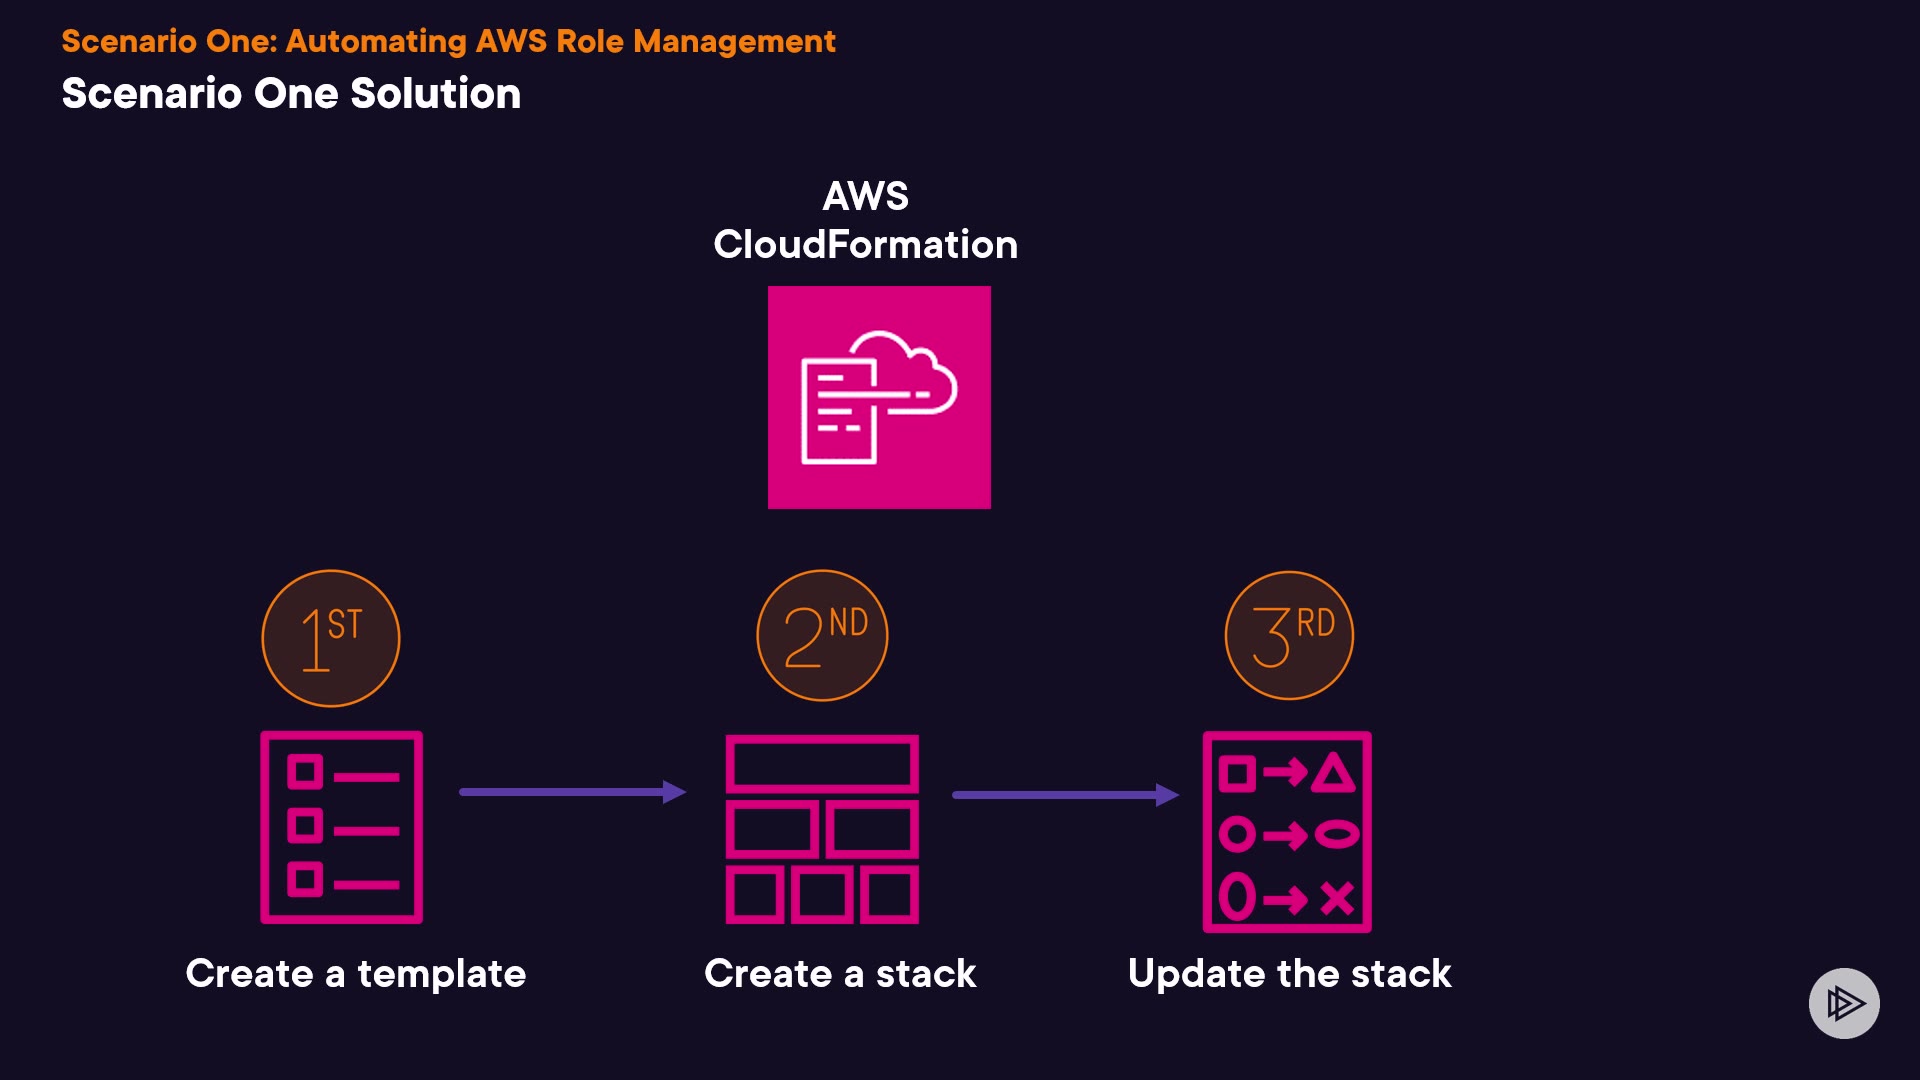 Scenario One: Automating AWS Role Management
Scenario One Solution
AWS
CloudFormation
1ST
2ND
3RD
Create a template
Create a stack
Update the stack